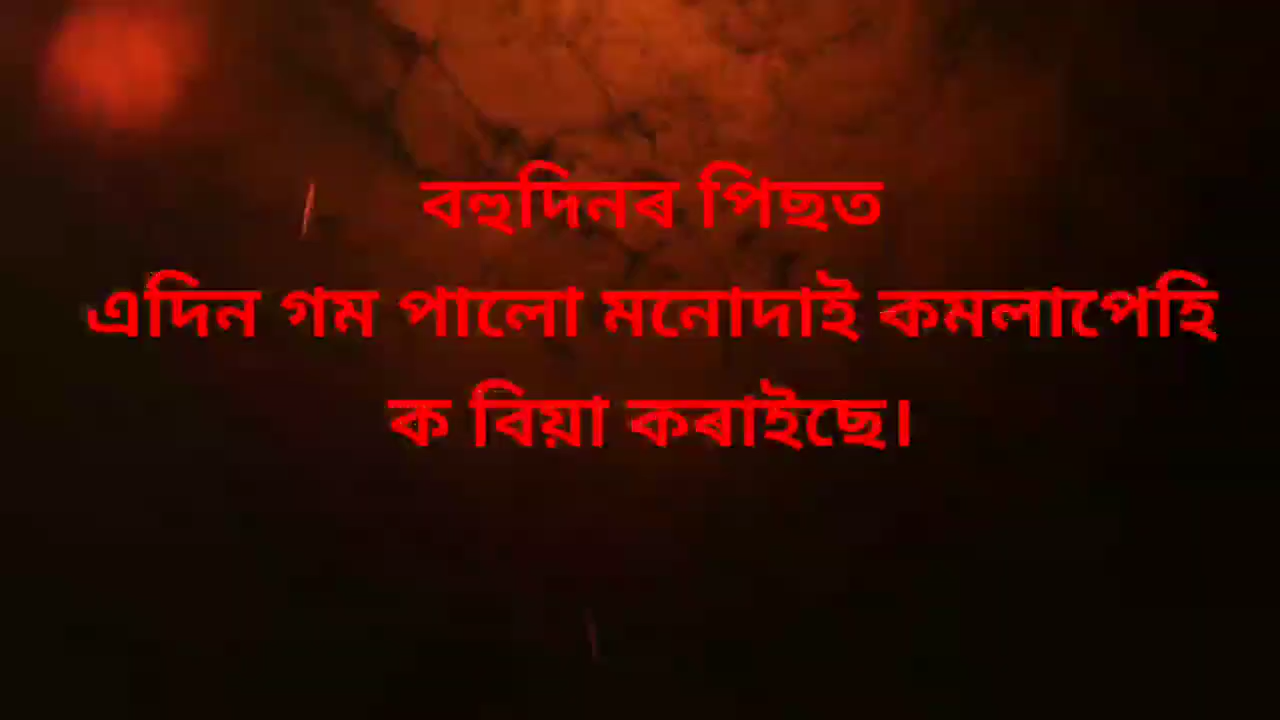 বহুদিনৰ পিছত
এদিন গম পালো মনোদাই কমলাপেহি
ক বিয়া কৰাইছে।